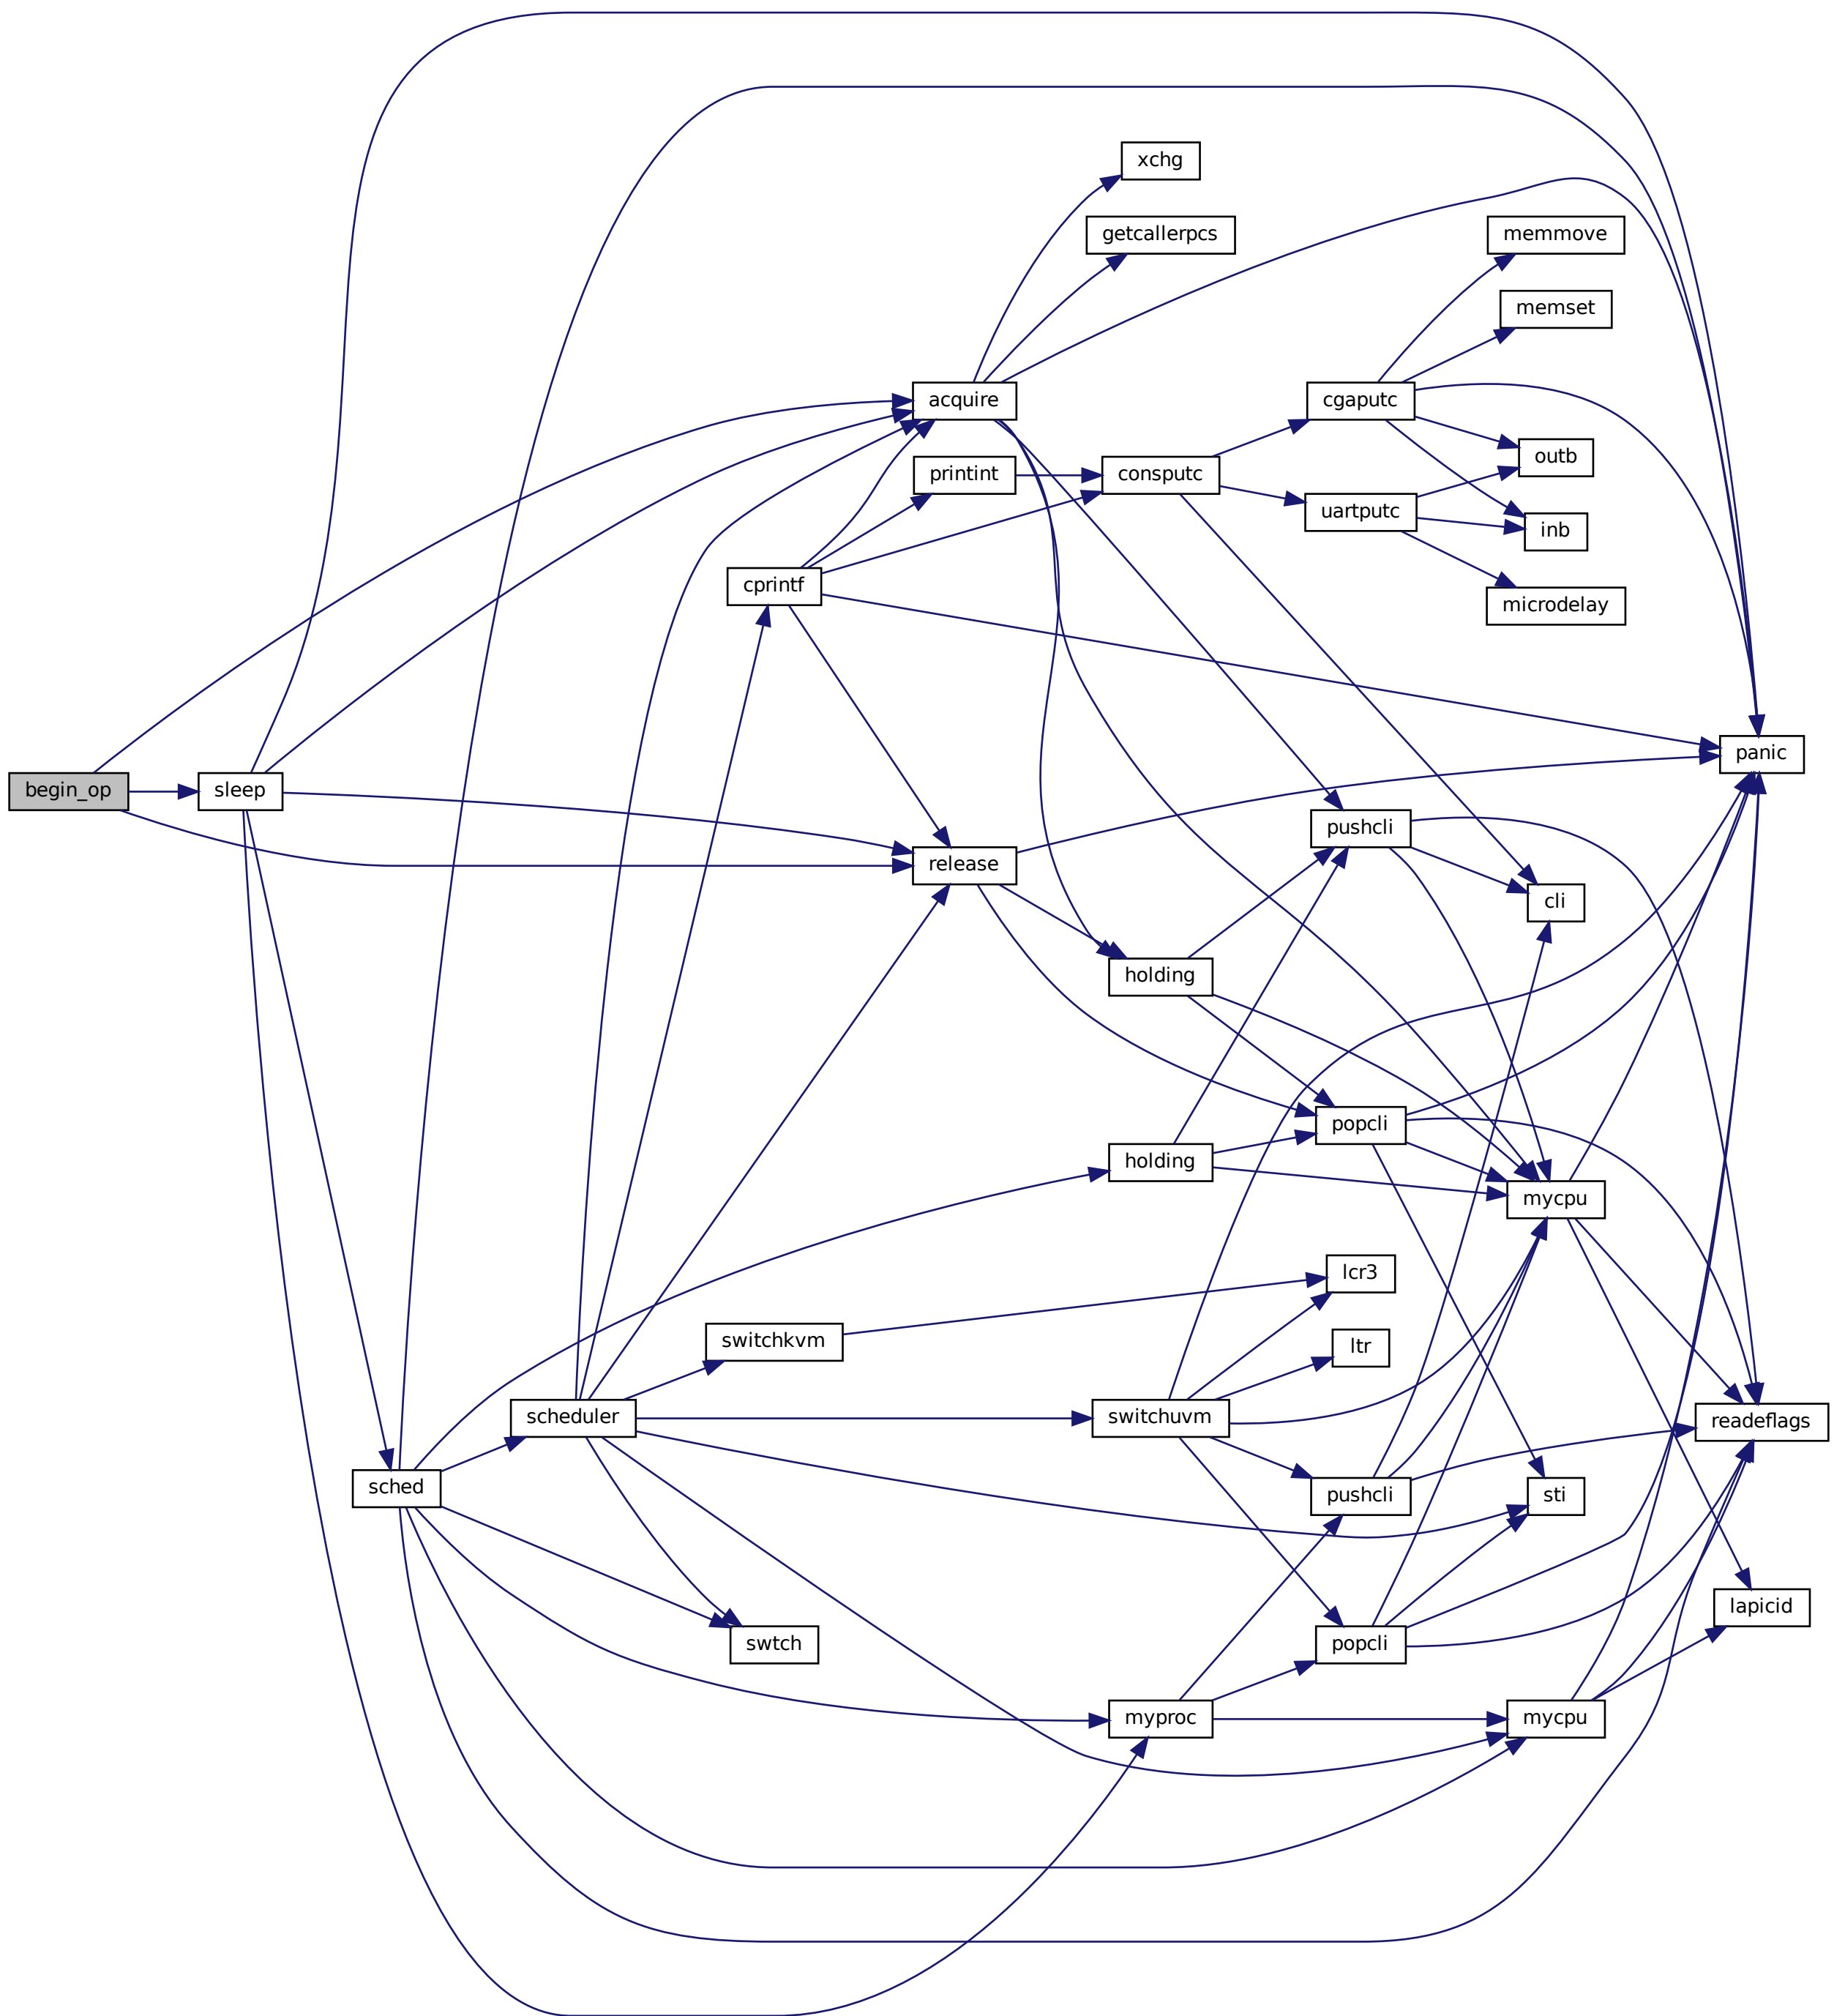 xchg
getcallerpcs
memmove
memset
acquire
cgaputc
outb
printint
consputc
uartputc
inb
cprintf
microdelay
panic
begin_op
sleep
pushcli
release
cli
holding
popcli
holding
mycpu
lcr3
switchkvm
ltr
scheduler
switchuvm
readeflags
sched
pushcli
sti
lapicid
swtch
popcli
myproc
mycpu